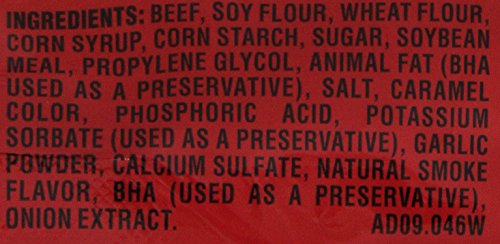 INGREDIENTS: BEEF, SOY FLOUR, WHEAT FLOUR,
CORN SYRUP, CORN STARCH, SUGAR, SOYBEAN
MEAL, PROPYLENE GLYCOL, ANIMAL FAT (BHA
USED AS A PRESERVATIVE), SALT, CARAMEL
COLOR, PHOSPHORIC ACID, POTASSIUM
SORBATE (USED AS A PRESERVATIVE), GARLIC
POWDER, CALCIUM SULFATE, NATURAL SMOKE
FLAVOR, BHA (USED AS A PRESERVATIVE),
ONION EXTRACT. AD09.046W